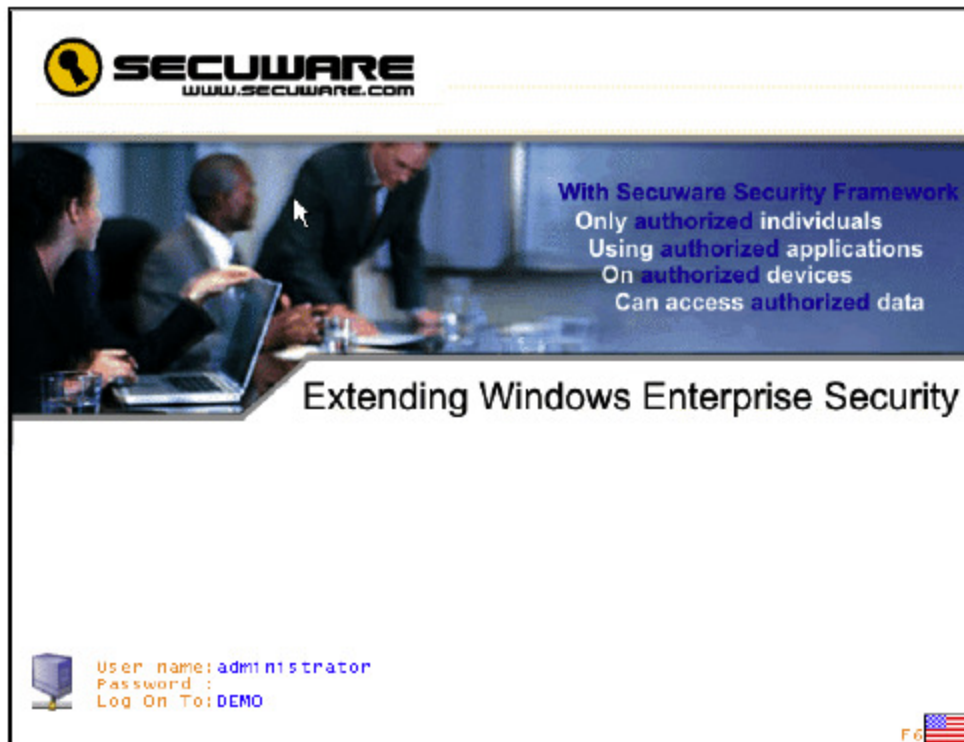 SECUWARE
WWW.SECUWARE.COM
With Secuware Security Framework
Only authorized individuals
Using authorized applications
On authorized devices
Can access authorized data
Extending Windows Enterprise Security
User name:administrator
Password :
Log On To:DEMO
F6